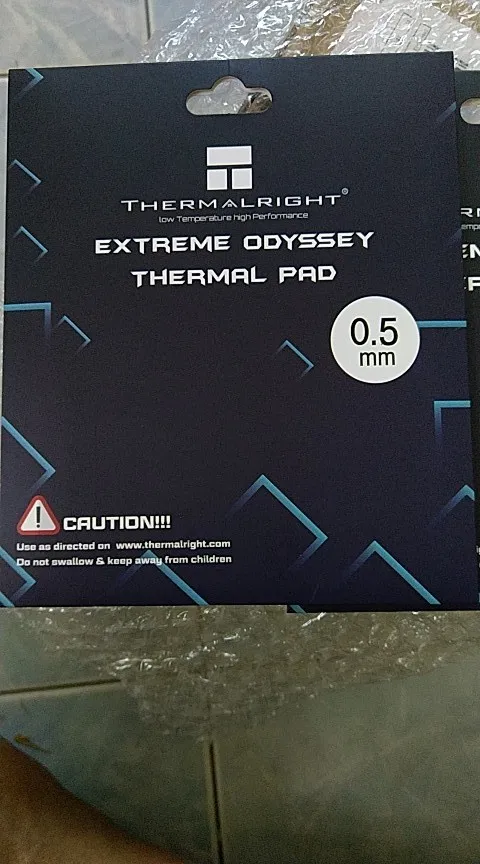 THERMALRIGHT®
low Temperature high Performance
EXTREME ODYSSEY
THERMAL PAD
0.5
mm
CAUTION!!!
Use as directed on www.thermalright.com
Do not swallow & keep away from children